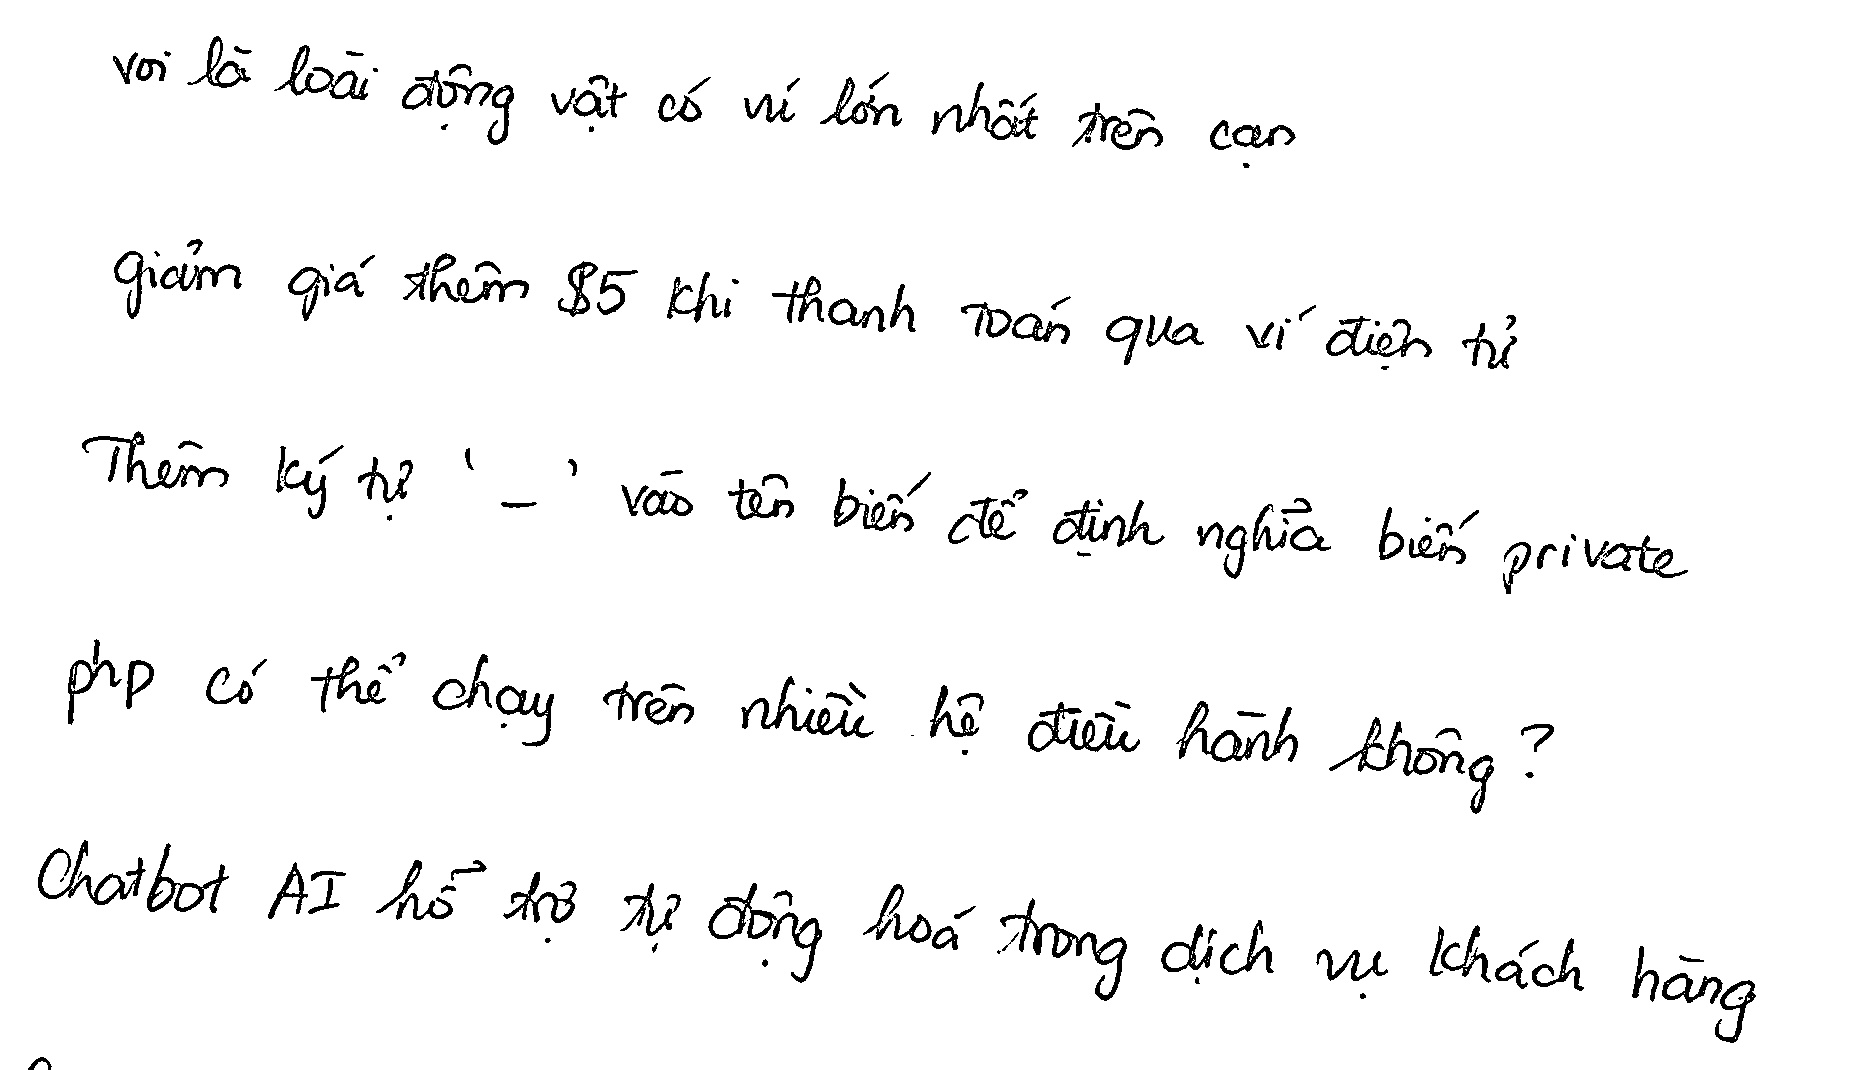 voi là loài động vật có vú lớn nhất trên cạn
giảm giá thêm $5 khi thanh toán qua ví điện tử
Thêm ký tự '_' vào tên biến để định nghĩa biến private
php có thể chạy trên nhiều hệ điều hành không?
Chatbot AI hỗ trợ tự động hoá trong dịch vụ khách hàng